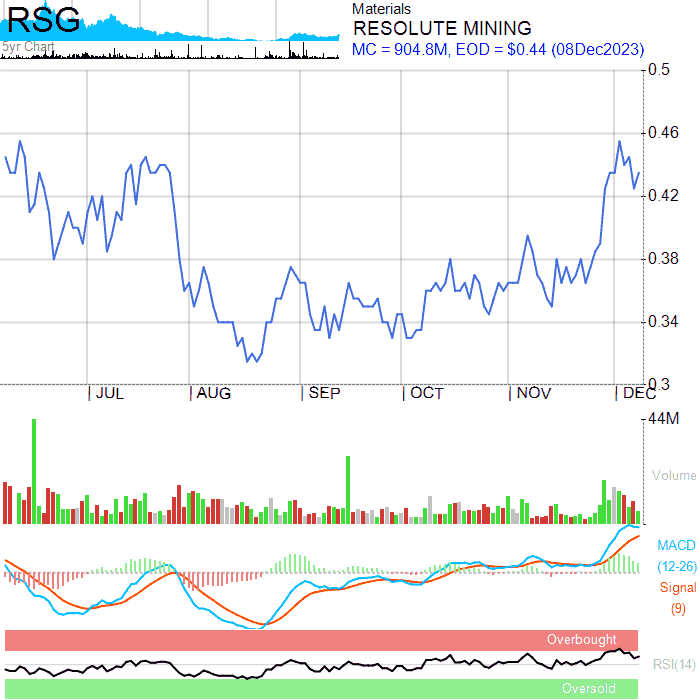 RSG
5yr Chart
Materials
RESOLUTE MINING
MC = 904.8M, EOD = $0.44 (08Dec2023)
0.5
0.46
0.42
0.38
0.34
0.3
JUL AUG SEP OCT NOV DEC
44M
Volume
MACD
(12-26)
Signal
(9)
Overbought
RSI(14)
Oversold